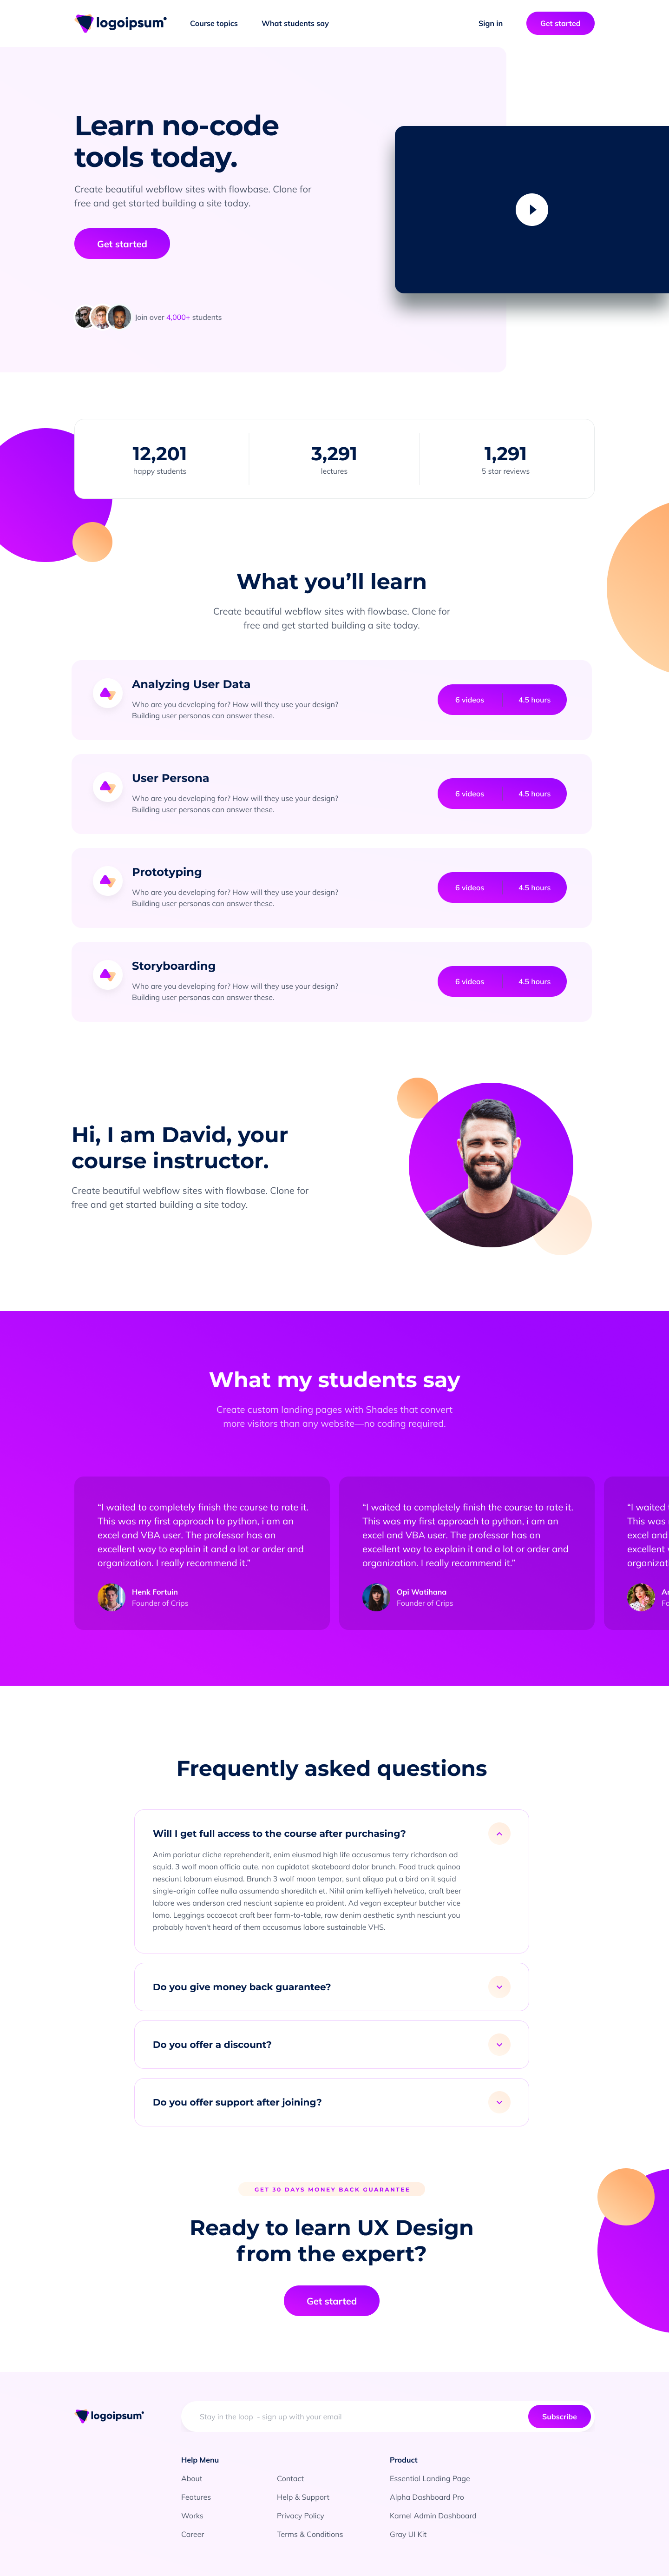 logoipsum
Course topics
What students say
Sign in
Get started
Learn no-code
tools today.
Create beautiful webflow sites with flowbase. Clone for
free and get started building a site today.
Get started
Join over 4,000+ students
12,201
happy students
3,291
lectures
1,291
5 star reviews
What you’ll learn
Create beautiful webflow sites with flowbase. Clone for
free and get started building a site today.
Analyzing User Data
Who are you developing for? How will they use your design?
Building user personas can answer these.
6 videos
4.5 hours
User Persona
Who are you developing for? How will they use your design?
Building user personas can answer these.
6 videos
4.5 hours
Prototyping
Who are you developing for? How will they use your design?
Building user personas can answer these.
6 videos
4.5 hours
Storyboarding
Who are you developing for? How will they use your design?
Building user personas can answer these.
6 videos
4.5 hours
Hi, I am David, your
course instructor.
Create beautiful webflow sites with flowbase. Clone for
free and get started building a site today.
What my students say
Create custom landing pages with Shades that convert
more visitors than any website—no coding required.
“I waited to completely finish the course to rate it.
This was my first approach to python, i am an
excel and VBA user. The professor has an
excellent way to explain it and a lot or order and
organization. I really recommend it.”
Henk Fortuin
Founder of Crips
“I waited to completely finish the course to rate it.
This was my first approach to python, i am an
excel and VBA user. The professor has an
excellent way to explain it and a lot or order and
organization. I really recommend it.”
Opi Watihana
Founder of Crips
“I waited
This was
excel and
Frequently asked questions
Will I get full access to the course after purchasing?
Anim pariatur cliche reprehenderit, enim eiusmod high life accusamus terry richardson ad
squid. 3 wolf moon officia aute, non cupidatat skateboard dolor brunch. Food truck quinoa
nesciunt laborum eiusmod. Brunch 3 wolf moon tempor, sunt aliqua put a bird on it squid
single-origin coffee nulla assumenda shoreditch et. Nihil anim keffiyeh helvetica, craft beer
labore wes anderson cred nesciunt sapiente ea proident. Ad vegan excepteur butcher vice
lomo. Leggings occaecat craft beer farm-to-table, raw denim aesthetic synth nesciunt you
probably haven't heard of them accusamus labore sustainable VHS.
Do you give money back guarantee?
Do you offer a discount?
Do you offer support after joining?
GET 30 DAYS MONEY BACK GUARANTEE
Ready to learn UX Design
from the expert?
Get started
logoipsum
Stay in the loop - sign up with your email
Subscribe
Help Menu
Product
About
Contact
Essential Landing Page
Features
Help & Support
Alpha Dashboard Pro
Works
Privacy Policy
Karnel Admin Dashboard
Career
Terms & Conditions
Gray UI Kit